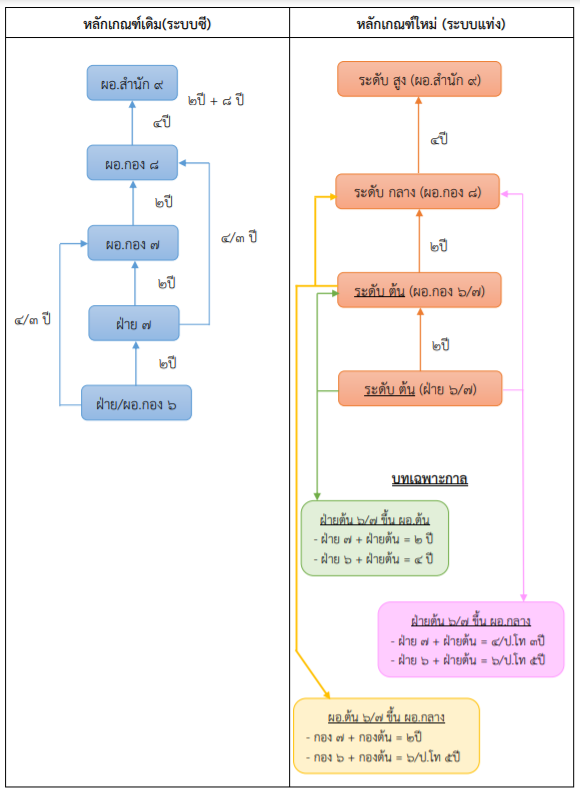 หลักเกณฑ์เดิม(ระบบซี)
ผอ.สำนัก ๙
๒ปี + ๘ ปี
๔ปี
ผอ.กอง ๘
๒ปี
๔/๓ ปี
ผอ.กอง ๗
๒ปี
๔/๓ ปี
ฝ่าย ๗
๒ปี
ฝ่าย/ผอ.กอง ๖
หลักเกณฑ์ใหม่ (ระบบแท่ง)
ระดับ สูง (ผอ.สำนัก ๙)
๔ปี
ระดับ กลาง (ผอ.กอง ๘)
๒ปี
ระดับ ต้น (ผอ.กอง ๖/๗)
๒ปี
ระดับ ต้น (ฝ่าย ๖/๗)
บทเฉพาะกาล
ฝ่ายต้น ๖/๗ ขึ้น ผอ.ต้น
- ฝ่าย ๗ + ฝ่ายต้น = ๒ ปี
- ฝ่าย ๖ + ฝ่ายต้น = ๔ ปี
ฝ่ายต้น ๖/๗ ขึ้น ผอ.กลาง
- ฝ่าย ๗ + ฝ่ายต้น = ๔/ป.โท ๓ปี
- ฝ่าย ๖ + ฝ่ายต้น = ๖/ป.โท ๕ปี
ผอ.ต้น ๖/๗ ขึ้น ผอ.กลาง
- กอง ๗ + กองต้น = ๒ปี
- กอง ๖ + กองต้น = ๖/ป.โท ๕ปี